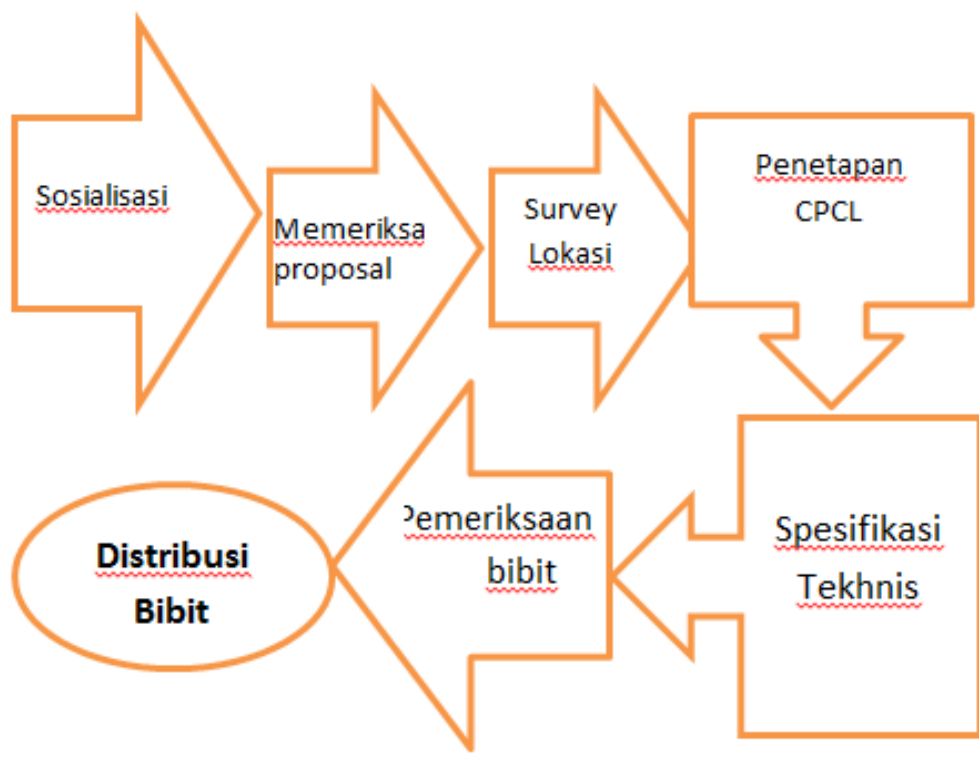 Sosialisasi
Memeriksa
proposal
Survey
Lokasi
Penetapan
CPCL
Spesifikasi
Tekhnis
Pemeriksaan
bibit
Distribusi
Bibit